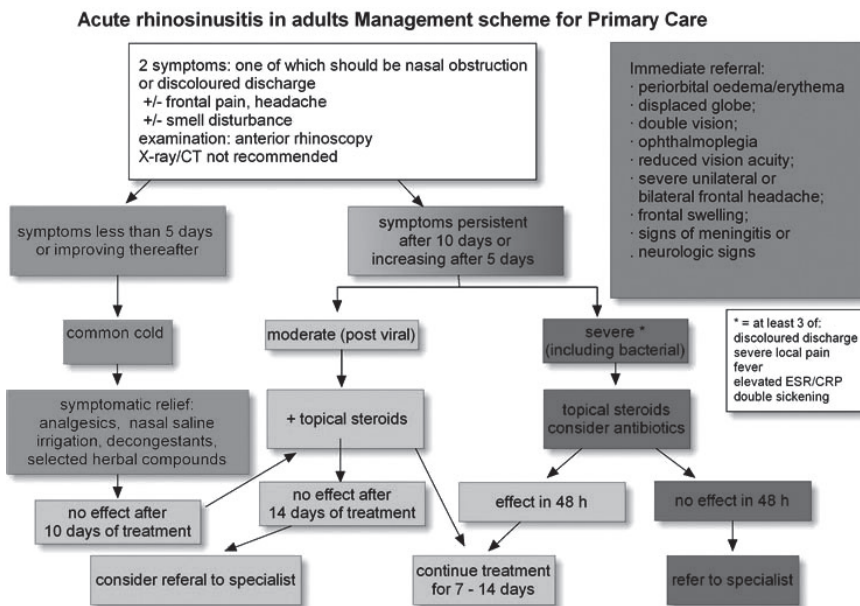 Acute rhinosinusitis in adults Management scheme for Primary Care
2 symptoms: one of which should be nasal obstruction
or discoloured discharge
+/- frontal pain, headache
+/- smell disturbance
examination: anterior rhinoscopy
X-ray/CT not recommended
Immediate referral:
· periorbital oedema/erythema
· displaced globe;
· double vision;
· ophthalmoplegia
· reduced vision acuity;
· severe unilateral or
bilateral frontal headache;
· frontal swelling;
· signs of meningitis or
. neurologic signs
symptoms less than 5 days
or improving thereafter
symptoms persistent
after 10 days or
increasing after 5 days
common cold
moderate (post viral)
severe *
(including bacterial)
* = at least 3 of:
discoloured discharge
severe local pain
fever
elevated ESR/CRP
double sickening
symptomatic relief:
analgesics, nasal saline
irrigation, decongestants,
selected herbal compounds
+ topical steroids
topical steroids
consider antibiotics
no effect after
10 days of treatment
no effect after
14 days of treatment
effect in 48 h
no effect in 48 h
consider referal to specialist
continue treatment
for 7 - 14 days
refer to specialist